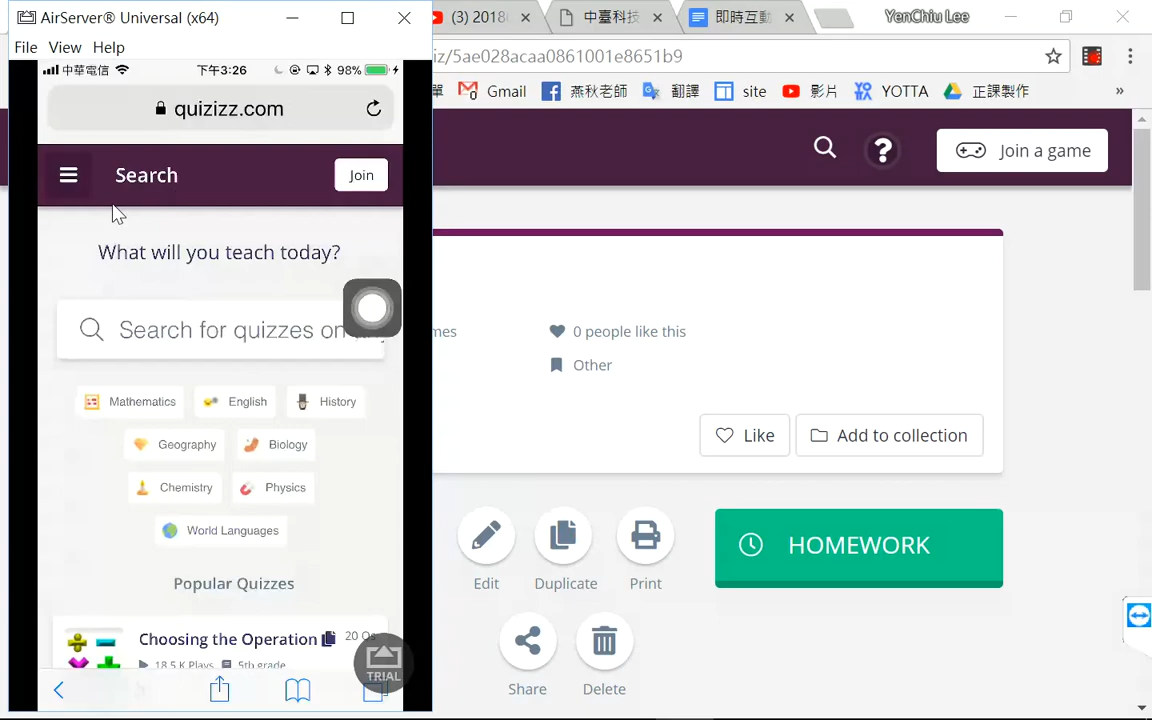 AirServer® Universal (x64)
File View Help
中華電信 下午3:26 98%
quizizz.com
Search
Join
What will you teach today?
Search for quizzes on
Mathematics English History
Geography Biology
Chemistry Physics
World Languages
Popular Quizzes
Choosing the Operation 20 Qs
18.5 K Plays 5th grade
TRIAL
(3) 2018 中臺科技 即時互動 YenChiu Lee
iz/5ae028acaa0861001e8651b9
單 Gmail 燕秋老師 翻譯 site 影片 YOTTA 正課製作 »
? Join a game
mes 0 people like this
Other
Like Add to collection
HOMEWORK
Edit Duplicate Print
Share Delete